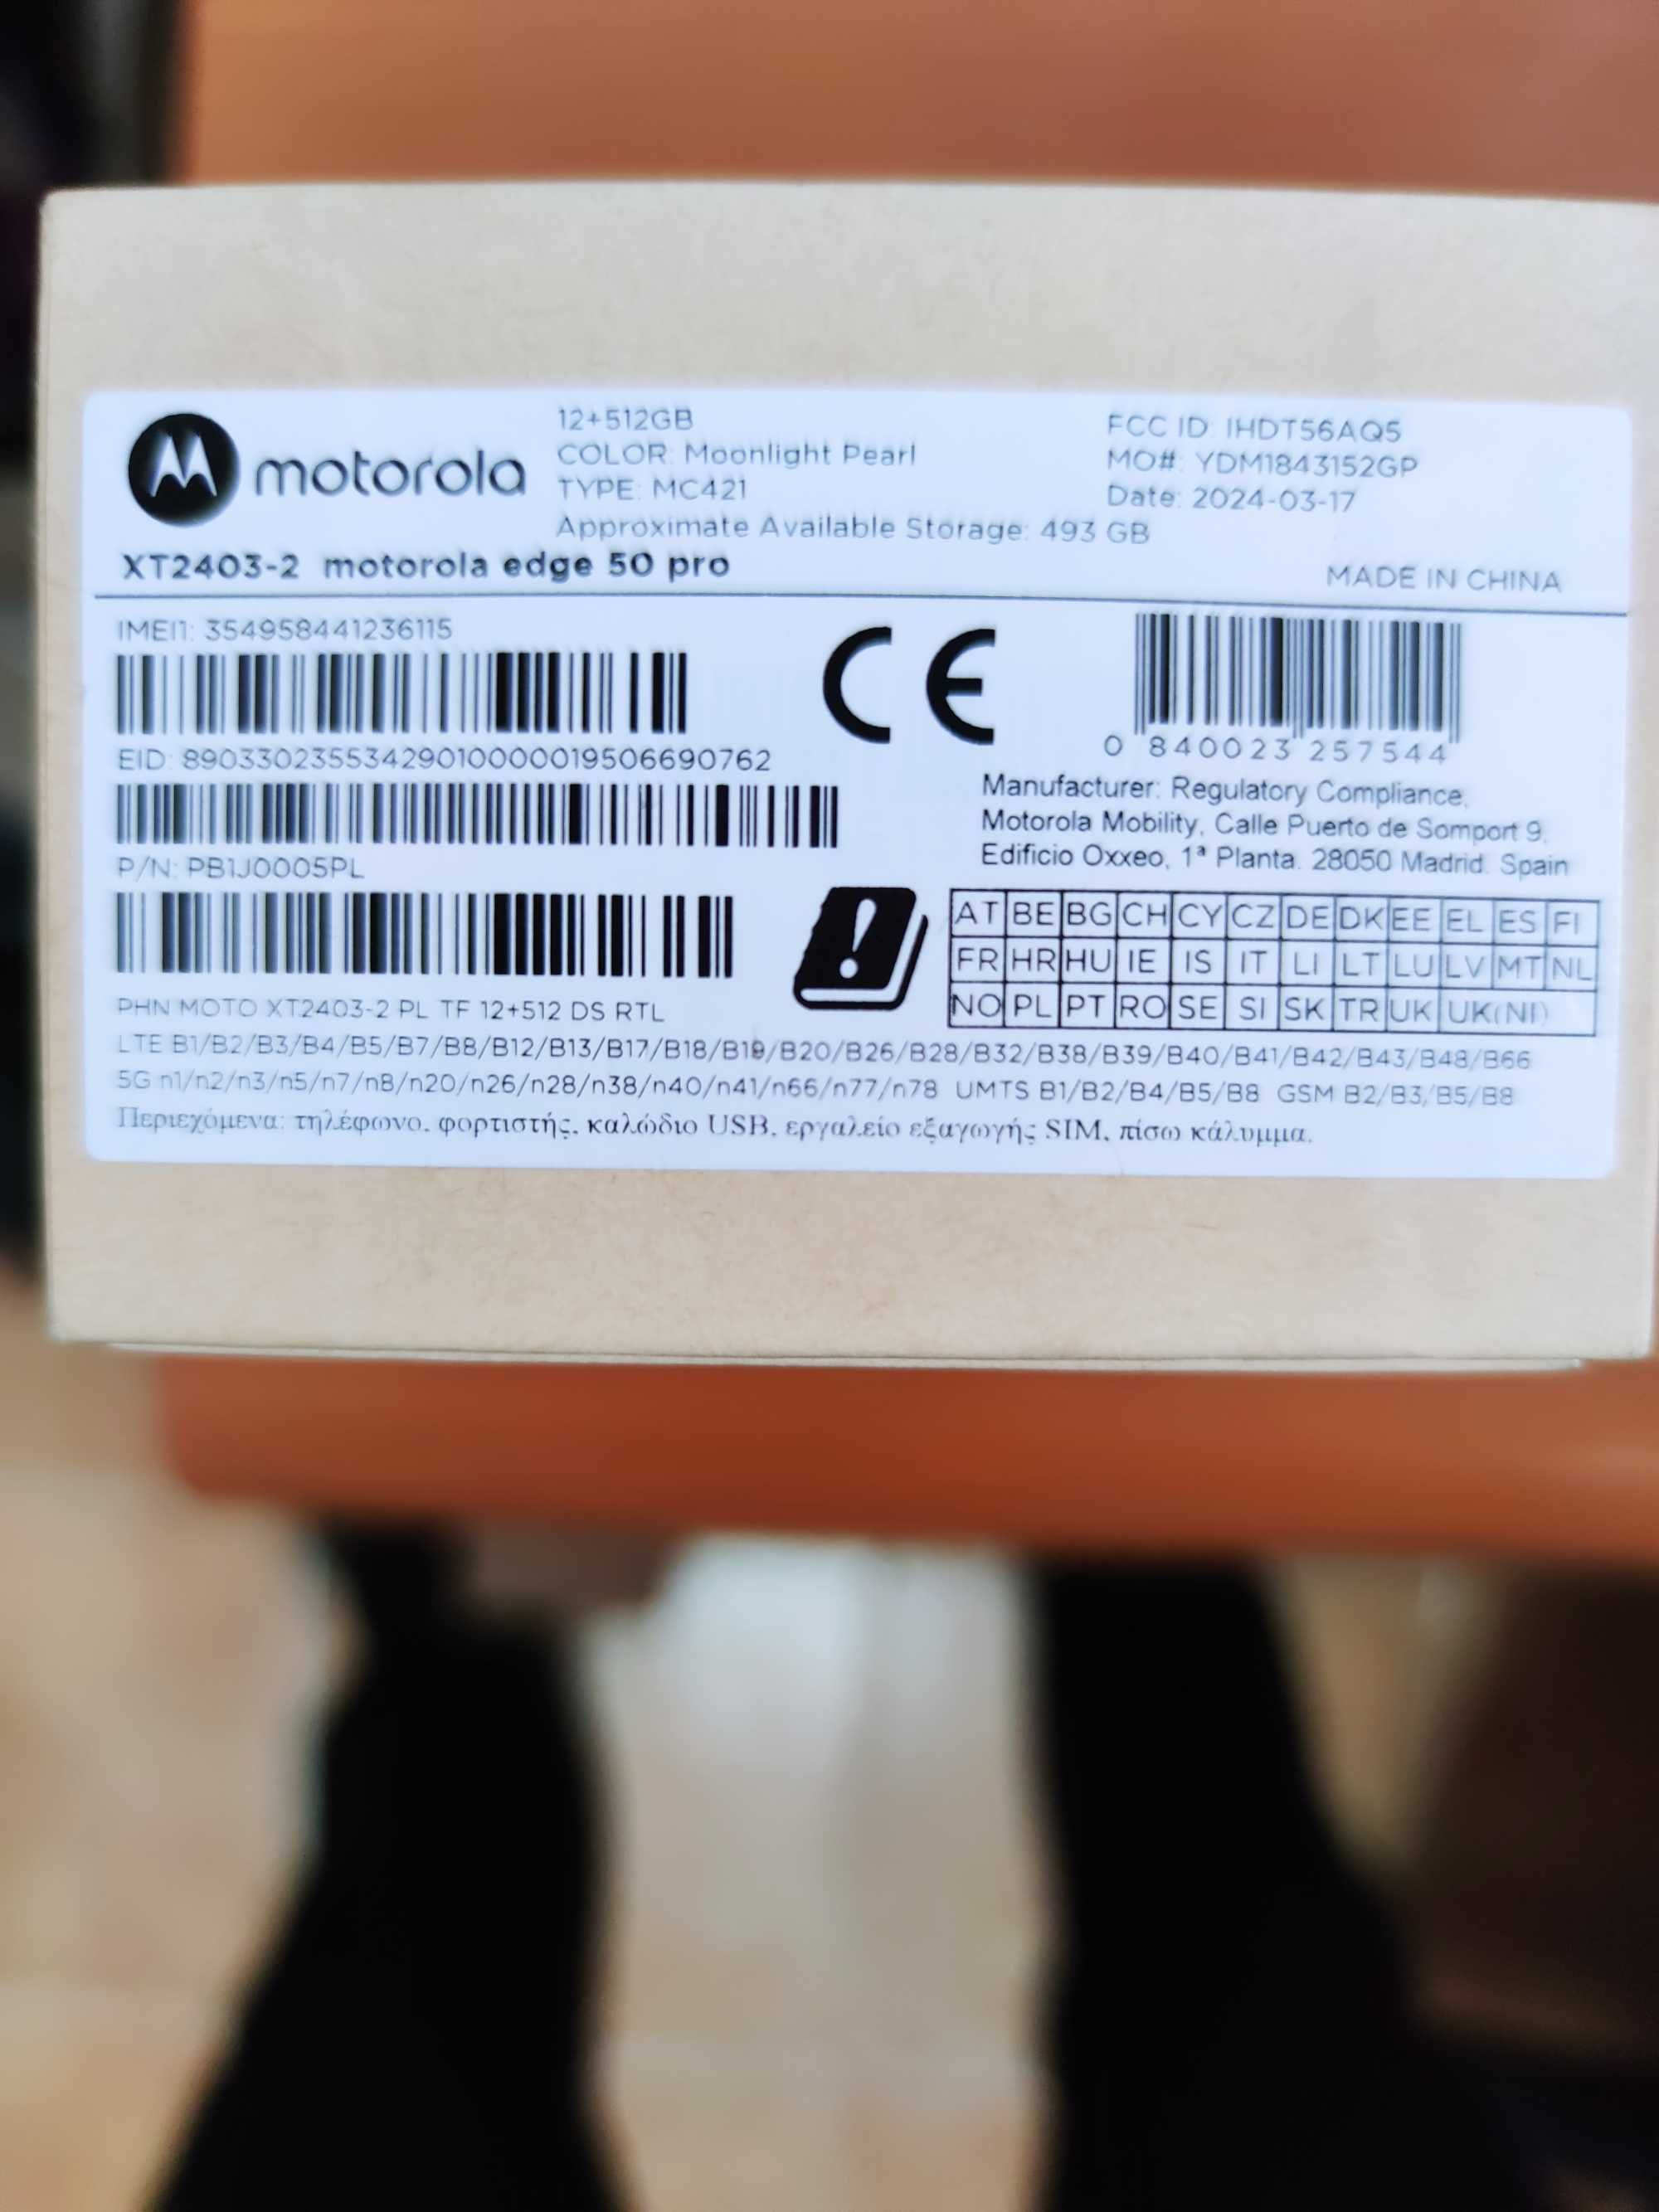 motorola
12+512GB
COLOR: Moonlight Pearl
TYPE: MC421
Approximate Available Storage: 493 GB
FCC ID: IHDT56AQ5
MO#: YDM1843152GP
Date: 2024-03-17
XT2403-2 motorola edge 50 pro
MADE IN CHINA
IMEI1: 354958441236115
EID: 89033023553429010000019506690762
P/N: PB1J0005PL
PHN MOTO XT2403-2 PL TF 12+512 DS RTL
CE
0 840023 257544
Manufacturer: Regulatory Compliance,
Motorola Mobility, Calle Puerto de Somport 9,
Edificio Oxxeo, 1ª Planta. 28050 Madrid. Spain
AT BE BG CH CY CZ DE DK EE EL ES FI
FR HR HU IE IS IT LI LT LU LV MT NL
NO PL PT RO SE SI SK TR UK UK(NI)
LTE B1/B2/B3/B4/B5/B7/B8/B12/B13/B17/B18/B19/B20/B26/B28/B32/B38/B39/B40/B41/B42/B43/B48/B66
5G n1/n2/n3/n5/n7/n8/n20/n26/n28/n38/n40/n41/n66/n77/n78 UMTS B1/B2/B4/B5/B8 GSM B2/B3/B5/B8
Περιεχόμενα: τηλέφωνο, φορτιστής, καλώδιο USB, εργαλείο εξαγωγής SIM, πίσω κάλυμμα.